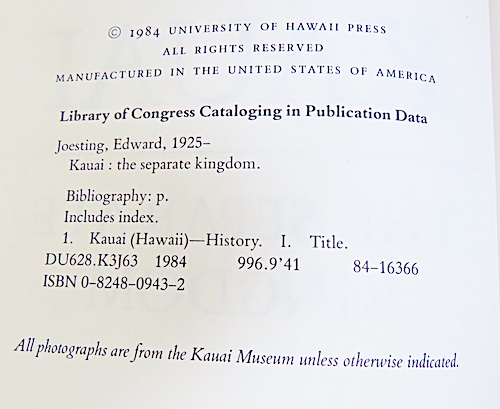 © 1984 UNIVERSITY OF HAWAII PRESS
ALL RIGHTS RESERVED
MANUFACTURED IN THE UNITED STATES OF AMERICA
Library of Congress Cataloging in Publication Data
Joesting, Edward, 1925–
Kauai : the separate kingdom.
Bibliography: p.
Includes index.
1. Kauai (Hawaii)—History. I. Title.
DU628.K3J63 1984 996.9'41 84-16366
ISBN 0-8248-0943-2
All photographs are from the Kauai Museum unless otherwise indicated.